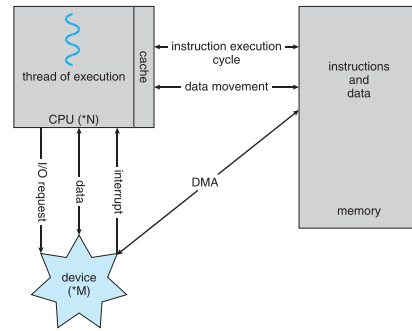 thread of execution
cache
CPU (*N)
instruction execution
cycle
data movement
instructions
and
data
memory
I/O request
data
interrupt
DMA
device
(*M)